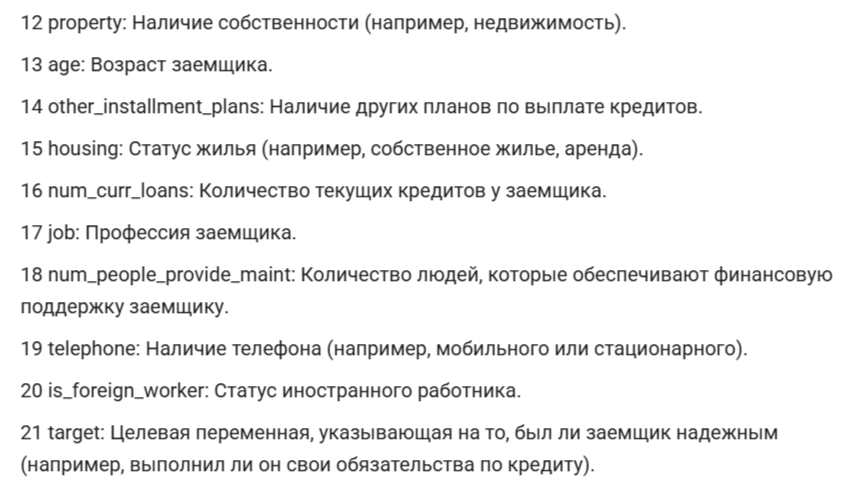 12 property: Наличие собственности (например, недвижимость).
13 age: Возраст заемщика.
14 other_installment_plans: Наличие других планов по выплате кредитов.
15 housing: Статус жилья (например, собственное жилье, аренда).
16 num_curr_loans: Количество текущих кредитов у заемщика.
17 job: Профессия заемщика.
18 num_people_provide_maint: Количество людей, которые обеспечивают финансовую
поддержку заемщику.
19 telephone: Наличие телефона (например, мобильного или стационарного).
20 is_foreign_worker: Статус иностранного работника.
21 target: Целевая переменная, указывающая на то, был ли заемщик надежным
(например, выполнил ли он свои обязательства по кредиту).